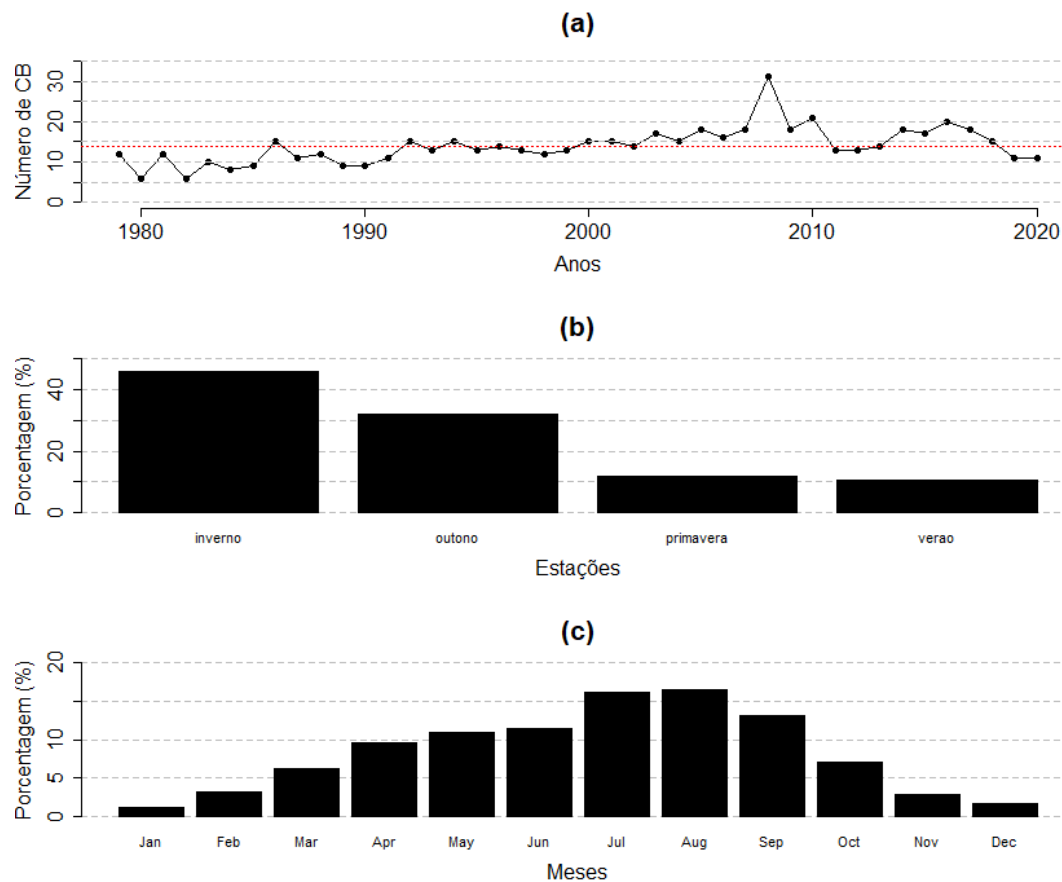 (a)
Número de CB
0 10 20 30
1980 1990 2000 2010 2020
Anos
(b)
Porcentagem (%)
0 20 40
inverno outono primavera verao
Estações
(c)
Porcentagem (%)
0 5 10 20
Jan Feb Mar Apr May Jun Jul Aug Sep Oct Nov Dec
Meses